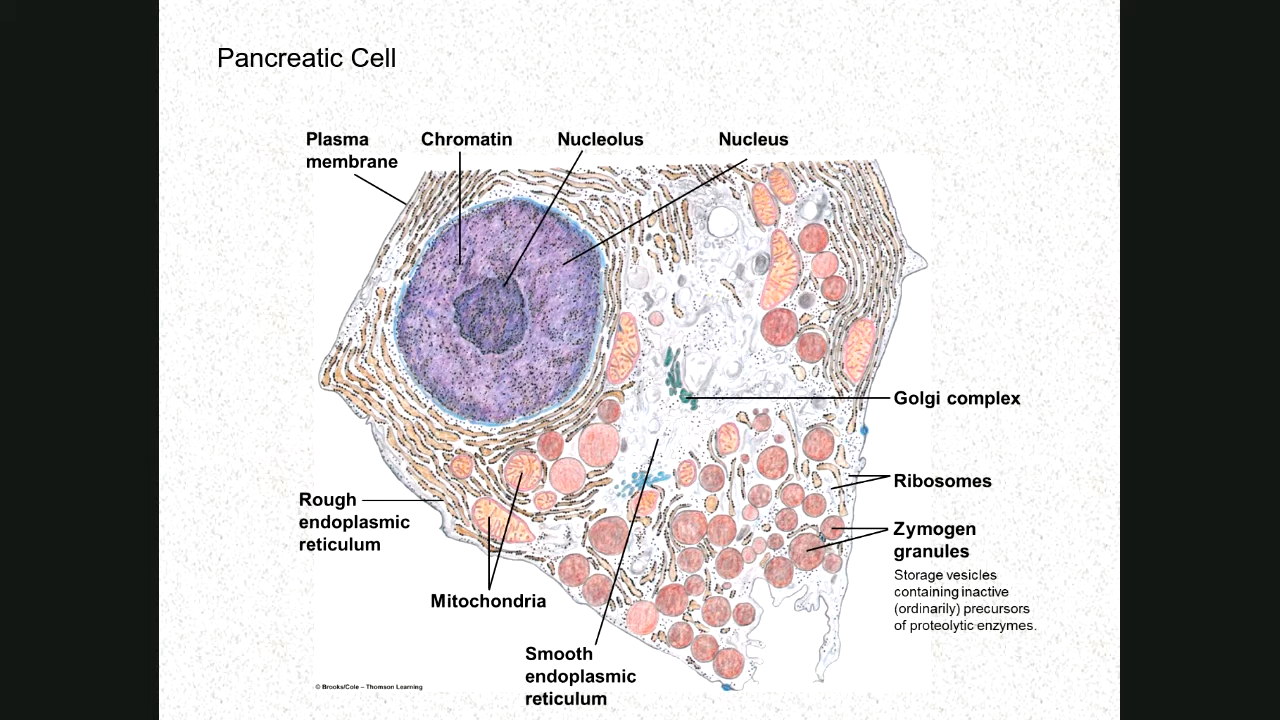 Pancreatic Cell
Plasma
membrane
Chromatin
Nucleolus
Nucleus
Golgi complex
Ribosomes
Rough
endoplasmic
reticulum
Zymogen
granules
Storage vesicles
containing inactive
(ordinarily) precursors
of proteolytic enzymes.
Mitochondria
Smooth
endoplasmic
reticulum
© Brooks/Cole – Thomson Learning